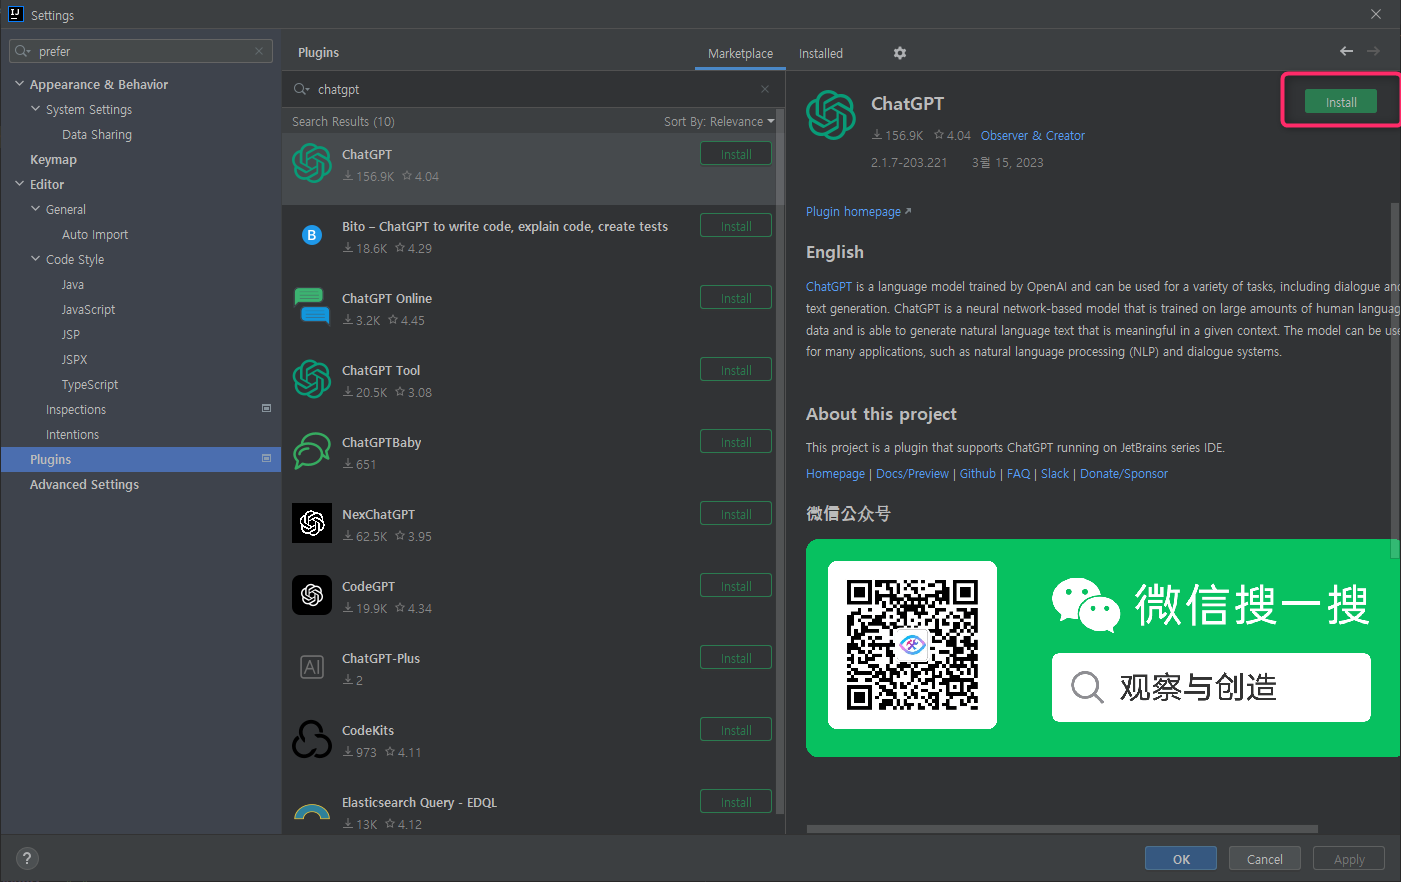 Settings
prefer
Appearance & Behavior
System Settings
Data Sharing
Keymap
Editor
General
Auto Import
Code Style
Java
JavaScript
JSP
JSPX
TypeScript
Inspections
Intentions
Plugins
Advanced Settings
Plugins
Marketplace
Installed
chatgpt
Search Results (10)
Sort By: Relevance
ChatGPT
Install
156.9K 4.04
Bito – ChatGPT to write code, explain code, create tests
Install
18.6K 4.29
ChatGPT Online
Install
3.2K 4.45
ChatGPT Tool
Install
20.5K 3.08
ChatGPTBaby
Install
651
NexChatGPT
Install
62.5K 3.95
CodeGPT
Install
19.9K 4.34
AI
ChatGPT-Plus
Install
2
CodeKits
Install
973 4.11
Elasticsearch Query - EDQL
Install
13K 4.12
ChatGPT
Install
156.9K 4.04 Observer & Creator
2.1.7-203.221 3월 15, 2023
Plugin homepage
English
ChatGPT is a language model trained by OpenAI and can be used for a variety of tasks, including dialogue and
text generation. ChatGPT is a neural network-based model that is trained on large amounts of human languag
data and is able to generate natural language text that is meaningful in a given context. The model can be use
for many applications, such as natural language processing (NLP) and dialogue systems.
About this project
This project is a plugin that supports ChatGPT running on JetBrains series IDE.
Homepage | Docs/Preview | Github | FAQ | Slack | Donate/Sponsor
微信公众号
微信搜一搜
观察与创造
?
OK
Cancel
Apply